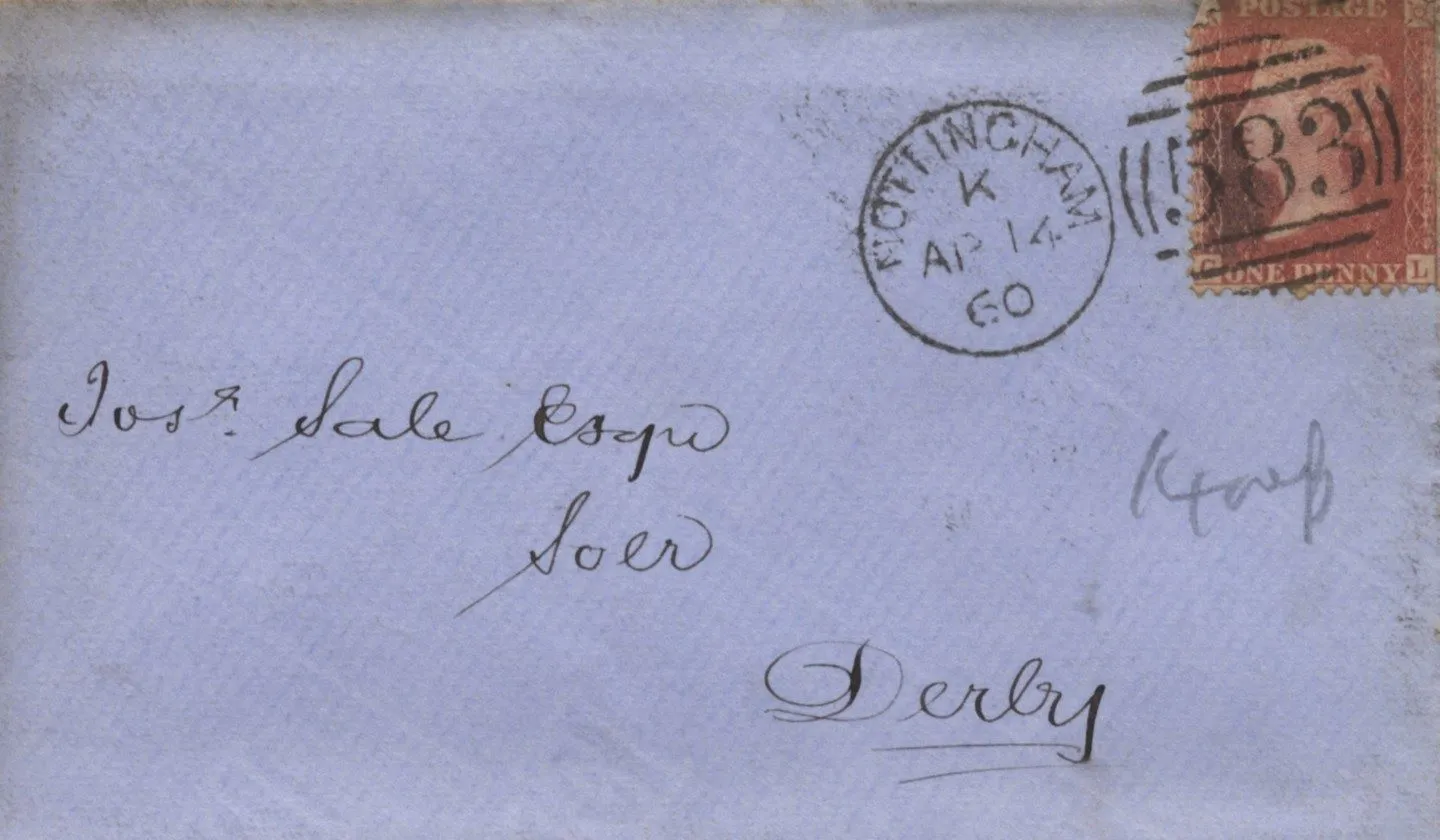 POSTAGE
583
ONE PENNY L
NOTTINGHAM
K
AP 14
60
Josʰ. Sale Esqre
Solr
Derby